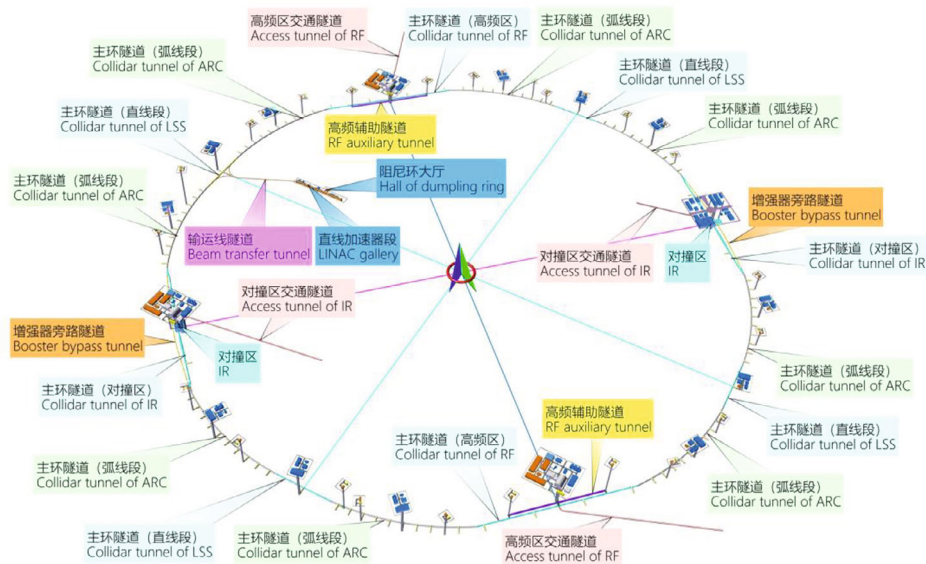 高频区交通隧道
Access tunnel of RF
主环隧道（高频区）
Collidar tunnel of RF
主环隧道（弧线段）
Collidar tunnel of ARC
主环隧道（弧线段）
Collidar tunnel of ARC
主环隧道（直线段）
Collidar tunnel of LSS
主环隧道（直线段）
Collidar tunnel of LSS
高频辅助隧道
RF auxiliary tunnel
主环隧道（弧线段）
Collidar tunnel of ARC
阻尼环大厅
Hall of dumpling ring
主环隧道（弧线段）
Collidar tunnel of ARC
增强器旁路隧道
Booster bypass tunnel
输运线隧道
Beam transfer tunnel
直线加速器段
LINAC gallery
对撞区交通隧道
Access tunnel of IR
对撞区
IR
主环隧道（对撞区）
Collidar tunnel of IR
对撞区交通隧道
Access tunnel of IR
增强器旁路隧道
Booster bypass tunnel
对撞区
IR
主环隧道（对撞区）
Collidar tunnel of IR
主环隧道（弧线段）
Collidar tunnel of ARC
高频辅助隧道
RF auxiliary tunnel
主环隧道（高频区）
Collidar tunnel of RF
主环隧道（直线段）
Collidar tunnel of LSS
主环隧道（弧线段）
Collidar tunnel of ARC
主环隧道（弧线段）
Collidar tunnel of ARC
主环隧道（直线段）
Collidar tunnel of LSS
主环隧道（弧线段）
Collidar tunnel of ARC
高频区交通隧道
Access tunnel of RF